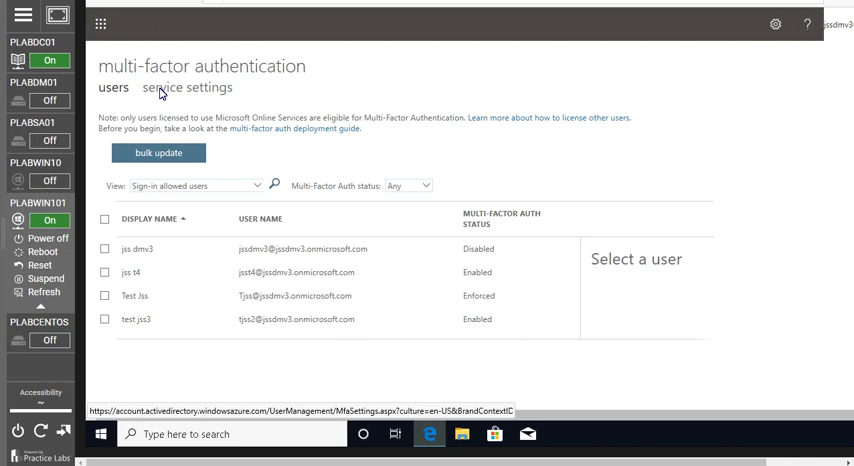 PLABDC01
On
PLABDM01
Off
PLABSA01
Off
PLABWIN10
Off
PLABWIN101
On
Power off
Reboot
Reset
Suspend
Refresh
PLABCENTOS
Off
Accessibility
Powered by
Practice Labs
? jssdmv3
multi-factor authentication
users service settings
Note: only users licensed to use Microsoft Online Services are eligible for Multi-Factor Authentication. Learn more about how to license other users.
Before you begin, take a look at the multi-factor auth deployment guide.
bulk update
View: Sign-in allowed users Multi-Factor Auth status: Any
DISPLAY NAME USER NAME MULTI-FACTOR AUTH
STATUS
jss dmv3 jssdmv3@jssdmv3.onmicrosoft.com Disabled
jss t4 jsst4@jssdmv3.onmicrosoft.com Enabled
Test Jss Tjss@jssdmv3.onmicrosoft.com Enforced
test jss3 tjss2@jssdmv3.onmicrosoft.com Enabled
Select a user
https://account.activedirectory.windowsazure.com/UserManagement/MfaSettings.aspx?culture=en-US&BrandContextID
Type here to search